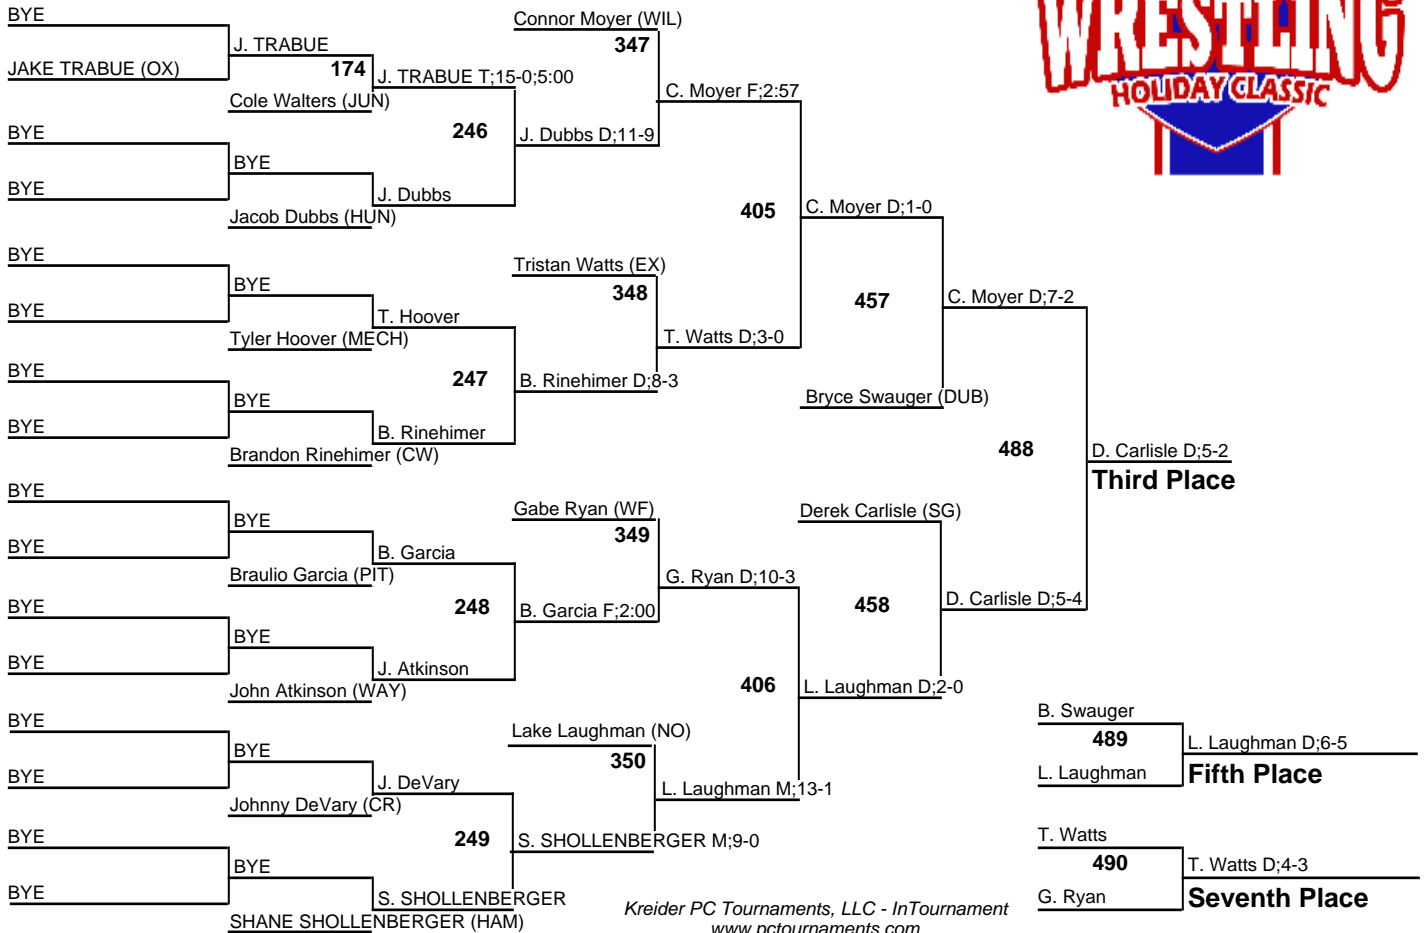 WRESTLING
HOLIDAY CLASSIC
BYE
J. TRABUE
JAKE TRABUE (OX)
174
J. TRABUE T;15-0;5:00
Cole Walters (JUN)
246
J. Dubbs D;11-9
BYE
BYE
BYE
J. Dubbs
Jacob Dubbs (HUN)
Connor Moyer (WIL)
347
C. Moyer F;2:57
405
C. Moyer D;1-0
BYE
BYE
BYE
T. Hoover
Tyler Hoover (MECH)
247
B. Rinehimer D;8-3
BYE
BYE
BYE
B. Rinehimer
Brandon Rinehimer (CW)
Tristan Watts (EX)
348
T. Watts D;3-0
457
C. Moyer D;7-2
Bryce Swauger (DUB)
488
D. Carlisle D;5-2
Third Place
BYE
BYE
BYE
B. Garcia
Braulio Garcia (PIT)
248
B. Garcia F;2:00
BYE
BYE
BYE
J. Atkinson
John Atkinson (WAY)
Gabe Ryan (WF)
349
G. Ryan D;10-3
406
L. Laughman D;2-0
Derek Carlisle (SG)
458
D. Carlisle D;5-4
BYE
BYE
BYE
J. DeVary
Johnny DeVary (CR)
249
S. SHOLLENBERGER M;9-0
BYE
BYE
BYE
S. SHOLLENBERGER
SHANE SHOLLENBERGER (HAM)
Lake Laughman (NO)
350
L. Laughman M;13-1
B. Swauger
489
L. Laughman D;6-5
L. Laughman
Fifth Place
T. Watts
490
T. Watts D;4-3
G. Ryan
Seventh Place
Kreider PC Tournaments, LLC - InTournament
www.pctournaments.com